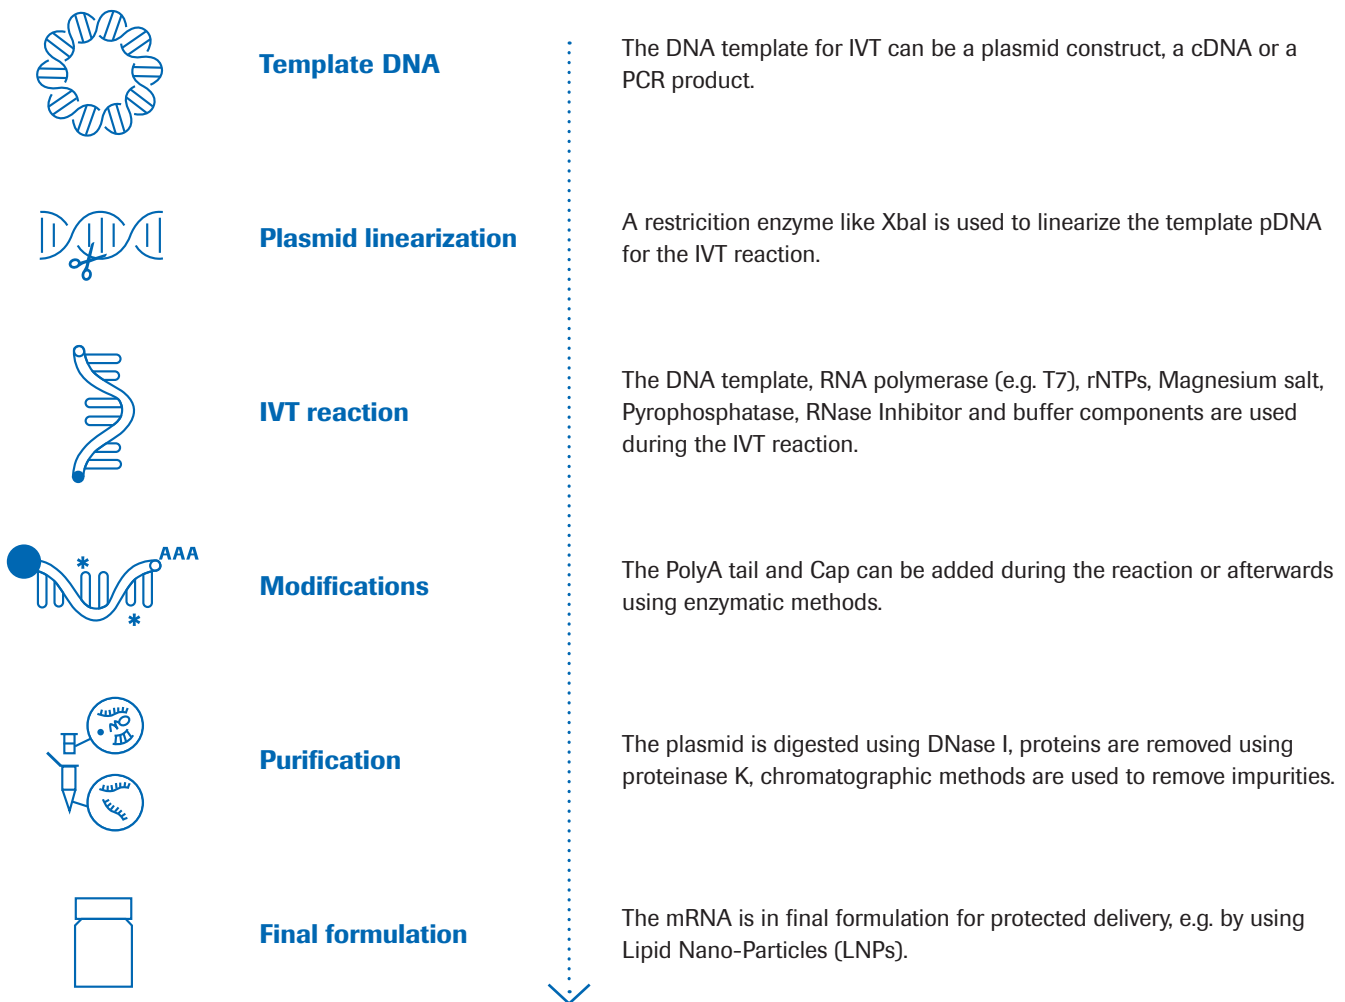 Template DNA
The DNA template for IVT can be a plasmid construct, a cDNA or a
PCR product.
Plasmid linearization
A restricition enzyme like XbaI is used to linearize the template pDNA
for the IVT reaction.
IVT reaction
The DNA template, RNA polymerase (e.g. T7), rNTPs, Magnesium salt,
Pyrophosphatase, RNase Inhibitor and buffer components are used
during the IVT reaction.
AAA
Modifications
The PolyA tail and Cap can be added during the reaction or afterwards
using enzymatic methods.
Purification
The plasmid is digested using DNase I, proteins are removed using
proteinase K, chromatographic methods are used to remove impurities.
Final formulation
The mRNA is in final formulation for protected delivery, e.g. by using
Lipid Nano-Particles (LNPs).